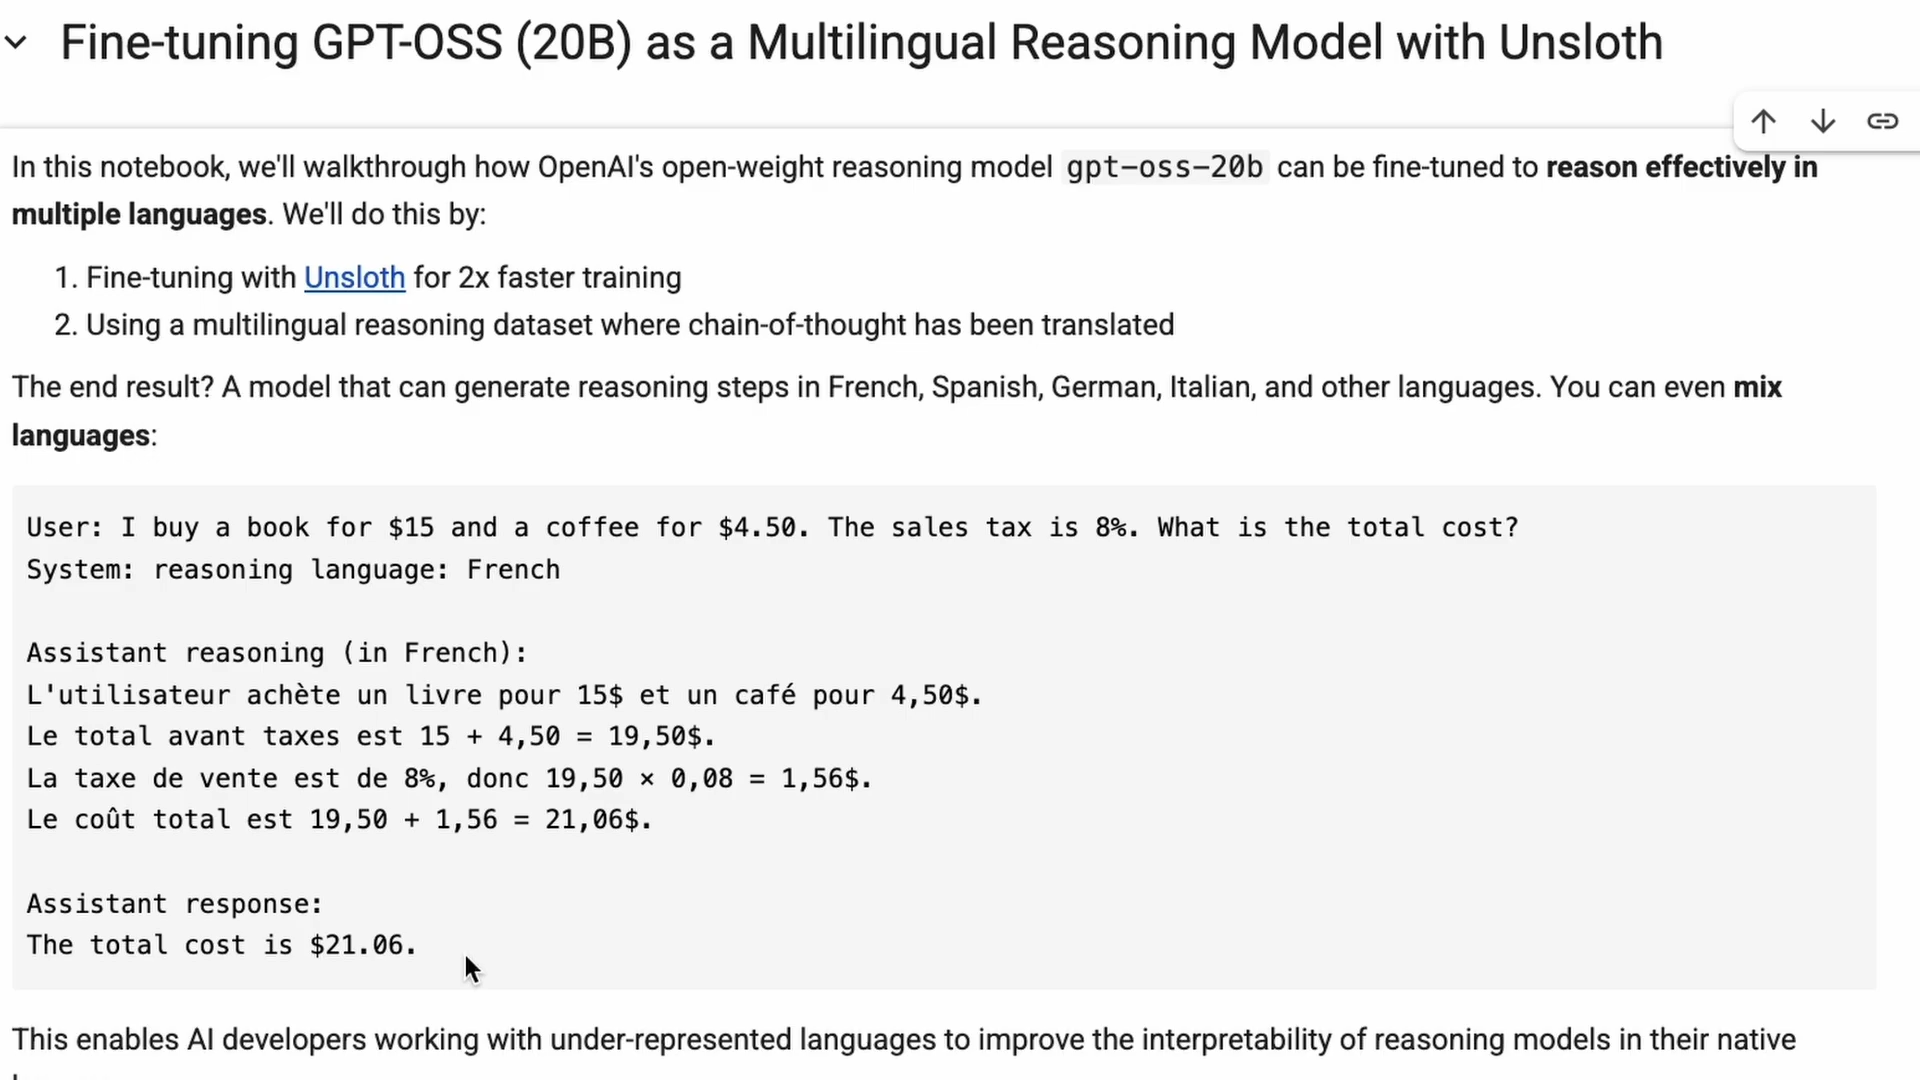 Fine-tuning GPT-OSS (20B) as a Multilingual Reasoning Model with Unsloth
In this notebook, we'll walkthrough how OpenAI's open-weight reasoning model gpt-oss-20b can be fine-tuned to reason effectively in
multiple languages. We'll do this by:
1. Fine-tuning with Unsloth for 2x faster training
2. Using a multilingual reasoning dataset where chain-of-thought has been translated
The end result? A model that can generate reasoning steps in French, Spanish, German, Italian, and other languages. You can even mix
languages:
User: I buy a book for $15 and a coffee for $4.50. The sales tax is 8%. What is the total cost?
System: reasoning language: French
Assistant reasoning (in French):
L'utilisateur achète un livre pour 15$ et un café pour 4,50$.
Le total avant taxes est 15 + 4,50 = 19,50$.
La taxe de vente est de 8%, donc 19,50 × 0,08 = 1,56$.
Le coût total est 19,50 + 1,56 = 21,06$.
Assistant response:
The total cost is $21.06.
This enables AI developers working with under-represented languages to improve the interpretability of reasoning models in their native